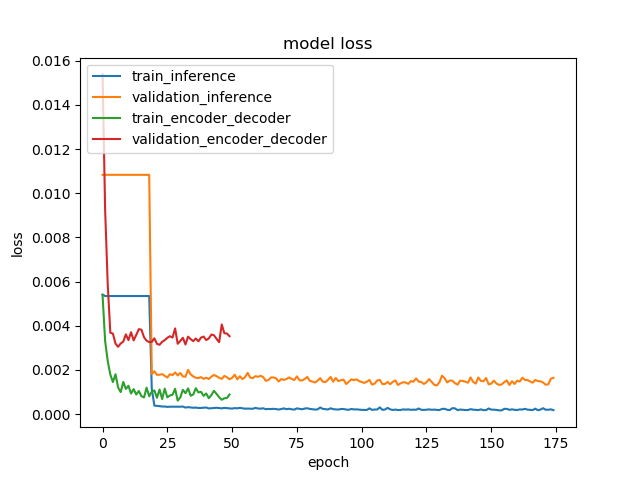 model loss
train_inference
validation_inference
train_encoder_decoder
validation_encoder_decoder
loss
0.016
0.014
0.012
0.010
0.008
0.006
0.004
0.002
0.000
0 25 50 75 100 125 150 175
epoch